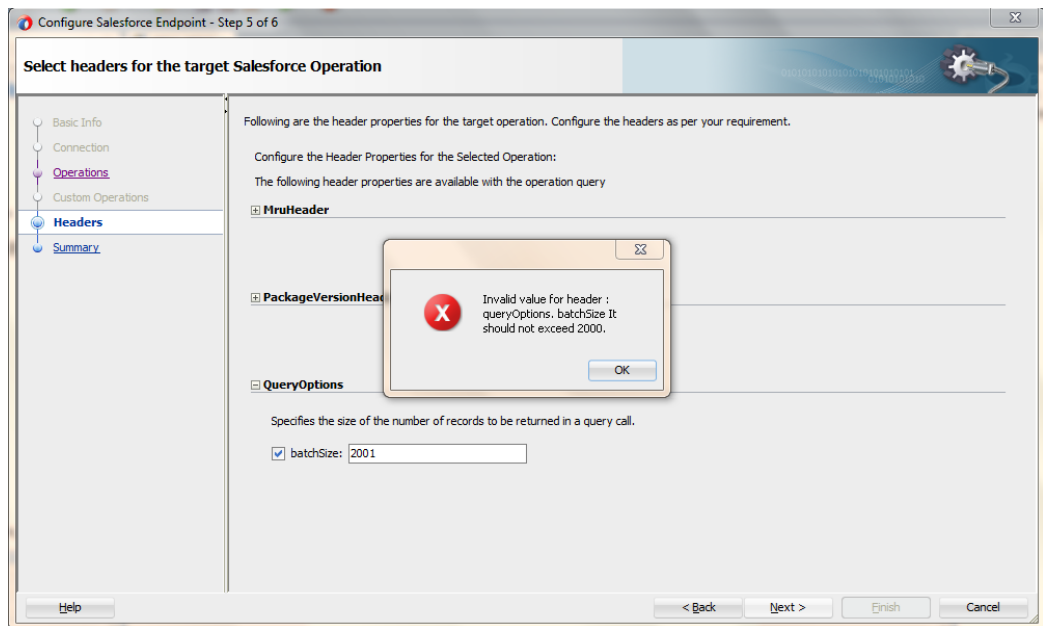 Configure Salesforce Endpoint - Step 5 of 6
Select headers for the target Salesforce Operation
Basic Info
Connection
Operations
Custom Operations
Headers
Summary
Following are the header properties for the target operation. Configure the headers as per your requirement.
Configure the Header Properties for the Selected Operation:
The following header properties are available with the operation query
MruHeader
PackageVersionHead
Invalid value for header :
queryOptions. batchSize It
should not exceed 2000.
OK
QueryOptions
Specifies the size of the number of records to be returned in a query call.
batchSize: 2001
Help
< Back
Next >
Finish
Cancel